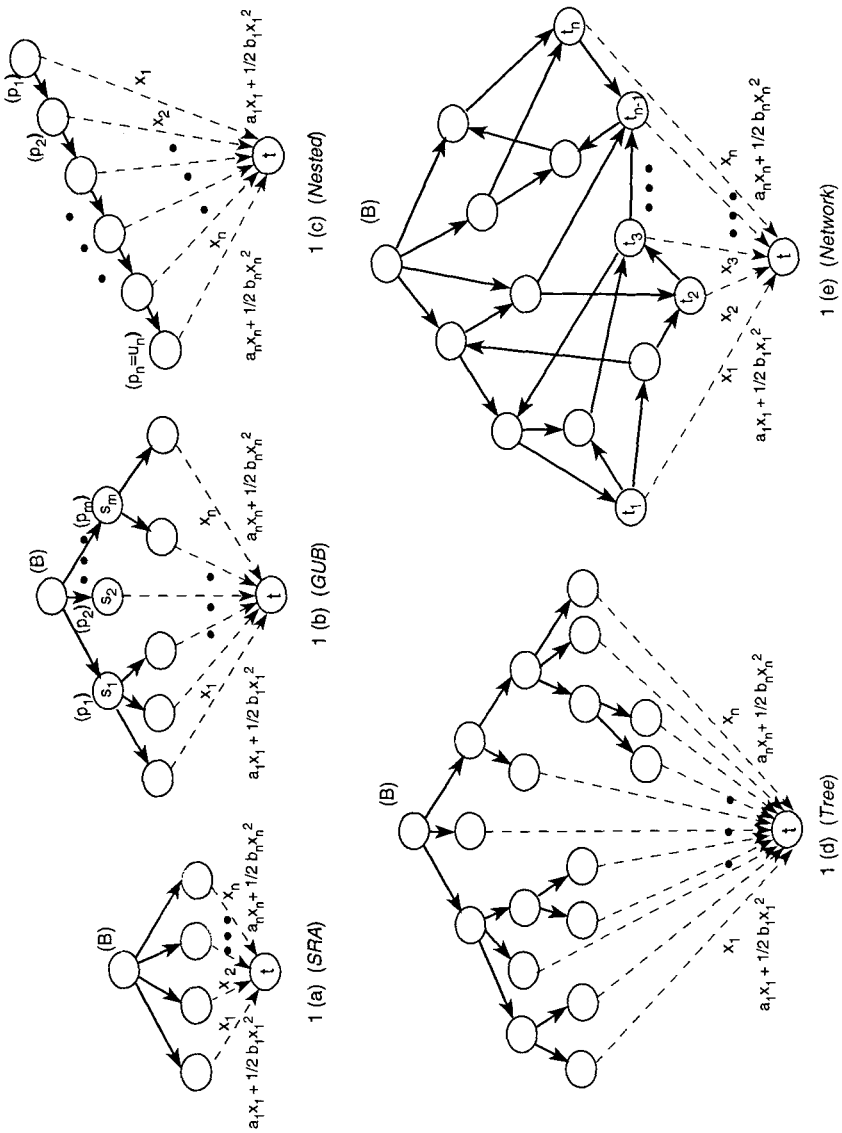 (B)
x₁
x₂
xₙ
t
a₁x₁ + 1/2 b₁x₁²
aₙxₙ + 1/2 bₙxₙ²
1 (a) (SRA)
(B)
(p₁)
(p₂)
(pₘ)
s₁
s₂
sₘ
x₁
xₙ
t
a₁x₁ + 1/2 b₁x₁²
aₙxₙ + 1/2 bₙxₙ²
1 (b) (GUB)
(p₁)
(p₂)
(pₙ=uₙ)
x₁
x₂
xₙ
t
aₙxₙ + 1/2 bₙxₙ²
a₁x₁ + 1/2 b₁x₁²
1 (c) (Nested)
(B)
x₁
xₙ
t
a₁x₁ + 1/2 b₁x₁²
aₙxₙ + 1/2 bₙxₙ²
1 (d) (Tree)
(B)
t₁
t₂
t₃
tₙ₋₁
tₙ
x₁
x₂
x₃
xₙ
t
a₁x₁ + 1/2 b₁x₁²
aₙxₙ + 1/2 bₙxₙ²
1 (e) (Network)